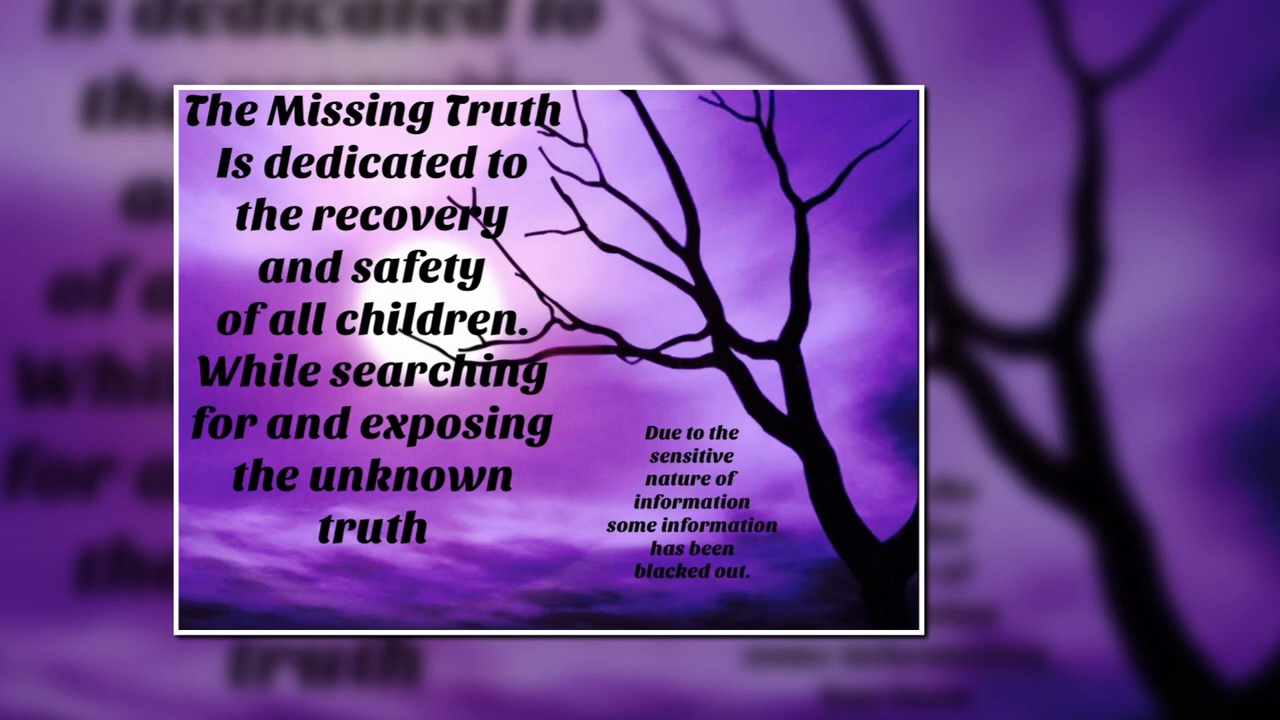 The Missing Truth
Is dedicated to
the recovery
and safety
of all children.
While searching
for and exposing
the unknown
truth
Due to the
sensitive
nature of
information
some information
has been
blacked out.